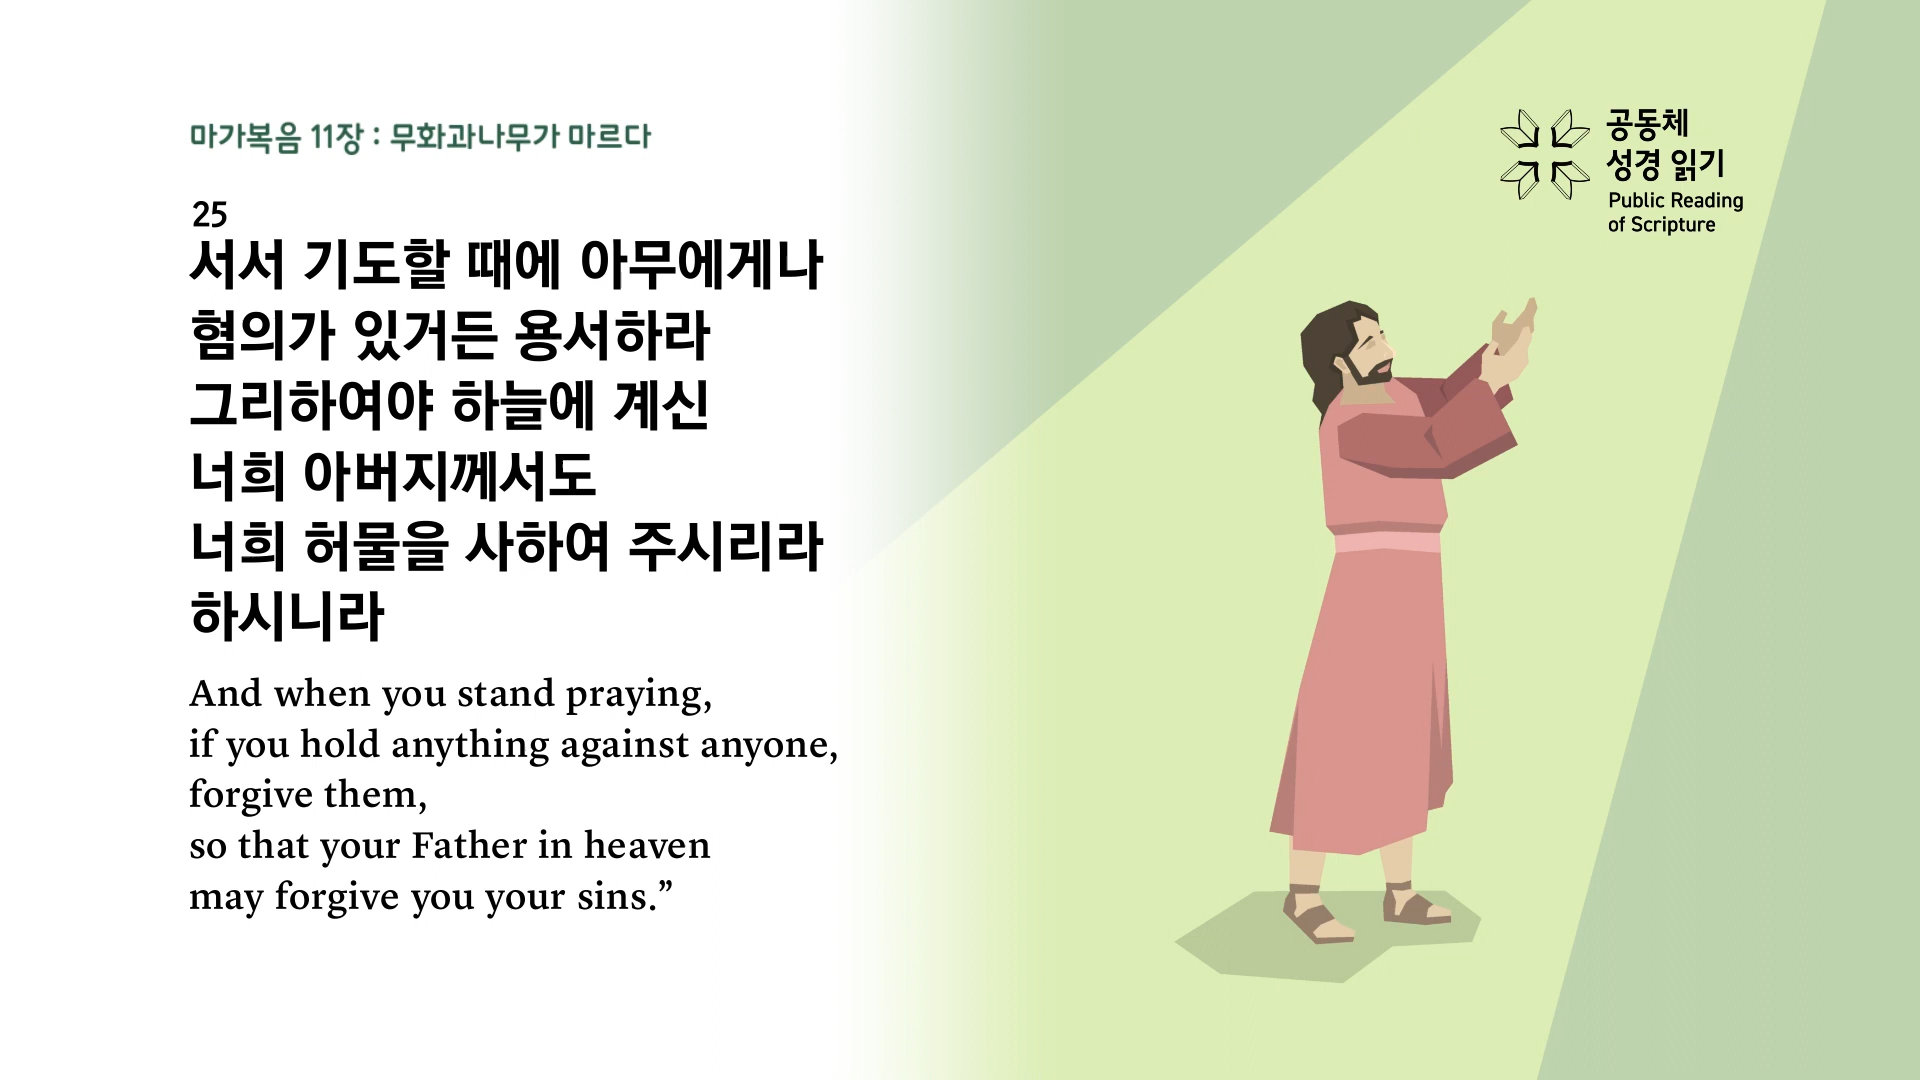 마가복음 11장 : 무화과나무가 마르다
25
서서 기도할 때에 아무에게나
혐의가 있거든 용서하라
그리하여야 하늘에 계신
너희 아버지께서도
너희 허물을 사하여 주시리라
하시니라
And when you stand praying,
if you hold anything against anyone,
forgive them,
so that your Father in heaven
may forgive you your sins.”
공동체
성경 읽기
Public Reading
of Scripture